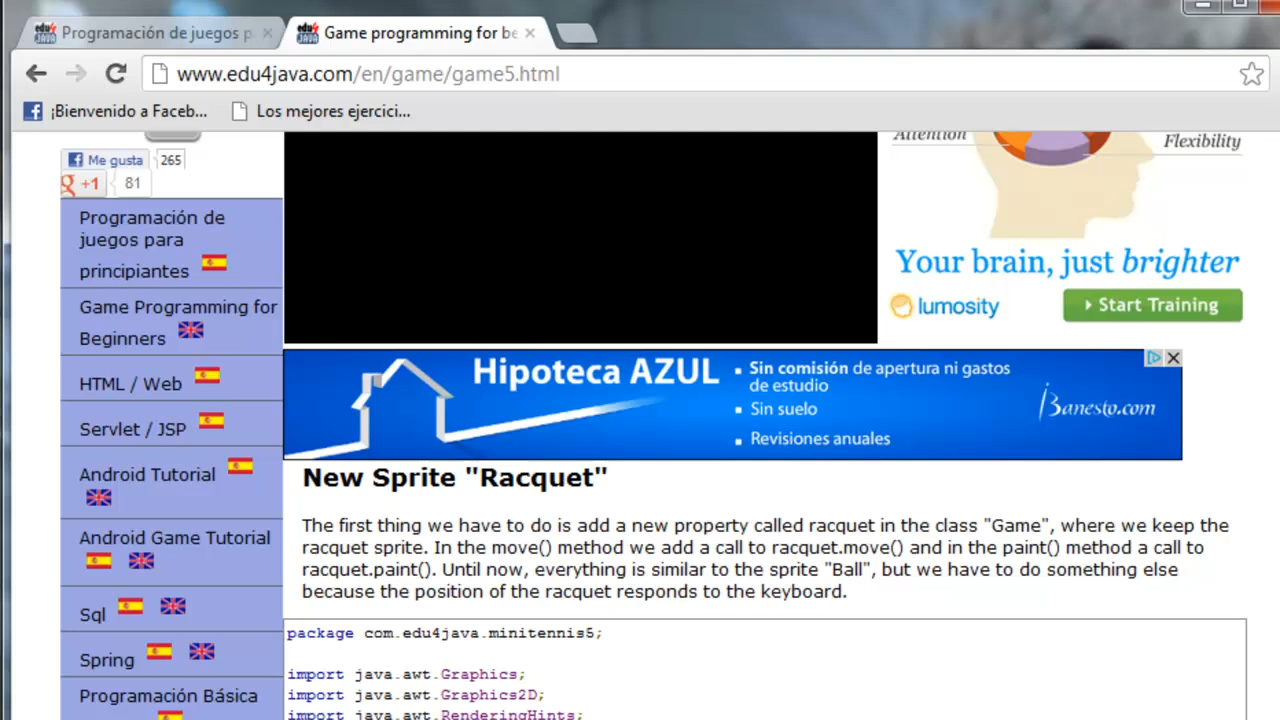 Programación de juegos p
Game programming for be
www.edu4java.com/en/game/game5.html
¡Bienvenido a Faceb...
Los mejores ejercici...
Me gusta
265
+1
81
Programación de
juegos para
principiantes
Game Programming for
Beginners
HTML / Web
Servlet / JSP
Android Tutorial
Android Game Tutorial
Sql
Spring
Programación Básica
Attention
Flexibility
Your brain, just brighter
lumosity
Start Training
Hipoteca AZUL
Sin comisión de apertura ni gastos
de estudio
Sin suelo
Revisiones anuales
Banesto.com
New Sprite "Racquet"
The first thing we have to do is add a new property called racquet in the class "Game", where we keep the
racquet sprite. In the move() method we add a call to racquet.move() and in the paint() method a call to
racquet.paint(). Until now, everything is similar to the sprite "Ball", but we have to do something else
because the position of the racquet responds to the keyboard.
package com.edu4java.minitennis5;
import java.awt.Graphics;
import java.awt.Graphics2D;
import java.awt.RenderingHints;